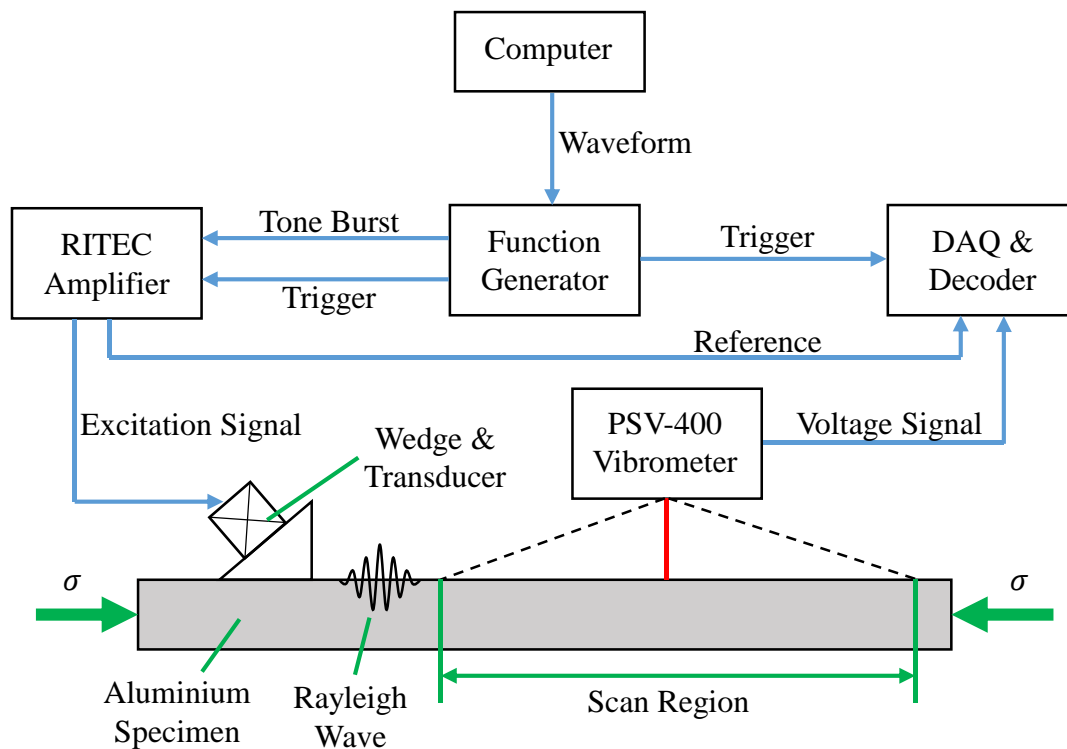 Computer
Waveform
RITEC
Amplifier
Tone Burst
Trigger
Function
Generator
Trigger
DAQ &
Decoder
Reference
Excitation Signal
Wedge &
Transducer
PSV-400
Vibrometer
Voltage Signal
σ
σ
Aluminium
Specimen
Rayleigh
Wave
Scan Region